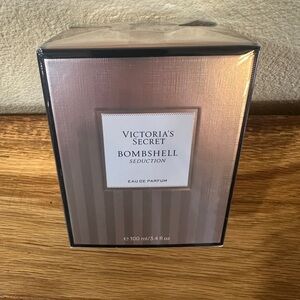 VICTORIA'S
SECRET
BOMBSHELL
SEDUCTION
EAU DE PARFUM
e 100 ml/3.4 fl oz